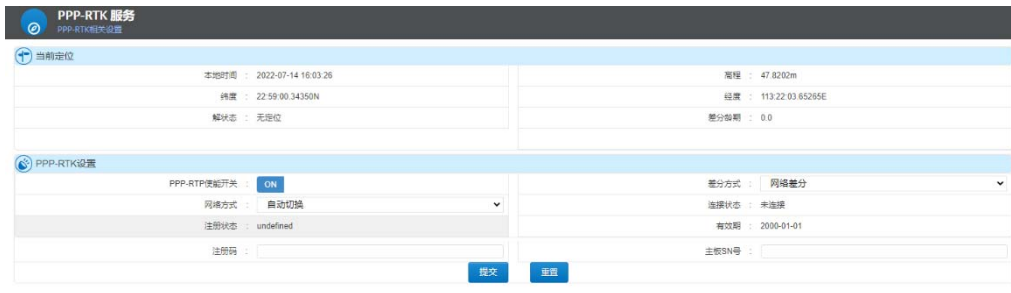 PPP-RTK 服务
PPP-RTK相关设置
当前定位
本地时间 : 2022-07-14 16:03:26 高程 : 47.8202m
纬度 : 22:59:00.34350N 经度 : 113:22:03.65265E
解状态 : 无定位 差分龄期 : 0.0
PPP-RTK设置
PPP-RTP使能开关 : ON 差分方式 : 网络差分
网络方式 : 自动切换 连接状态 : 未连接
注册状态 : undefined 有效期 : 2000-01-01
注册码 : 主板SN号 :
提交 重置